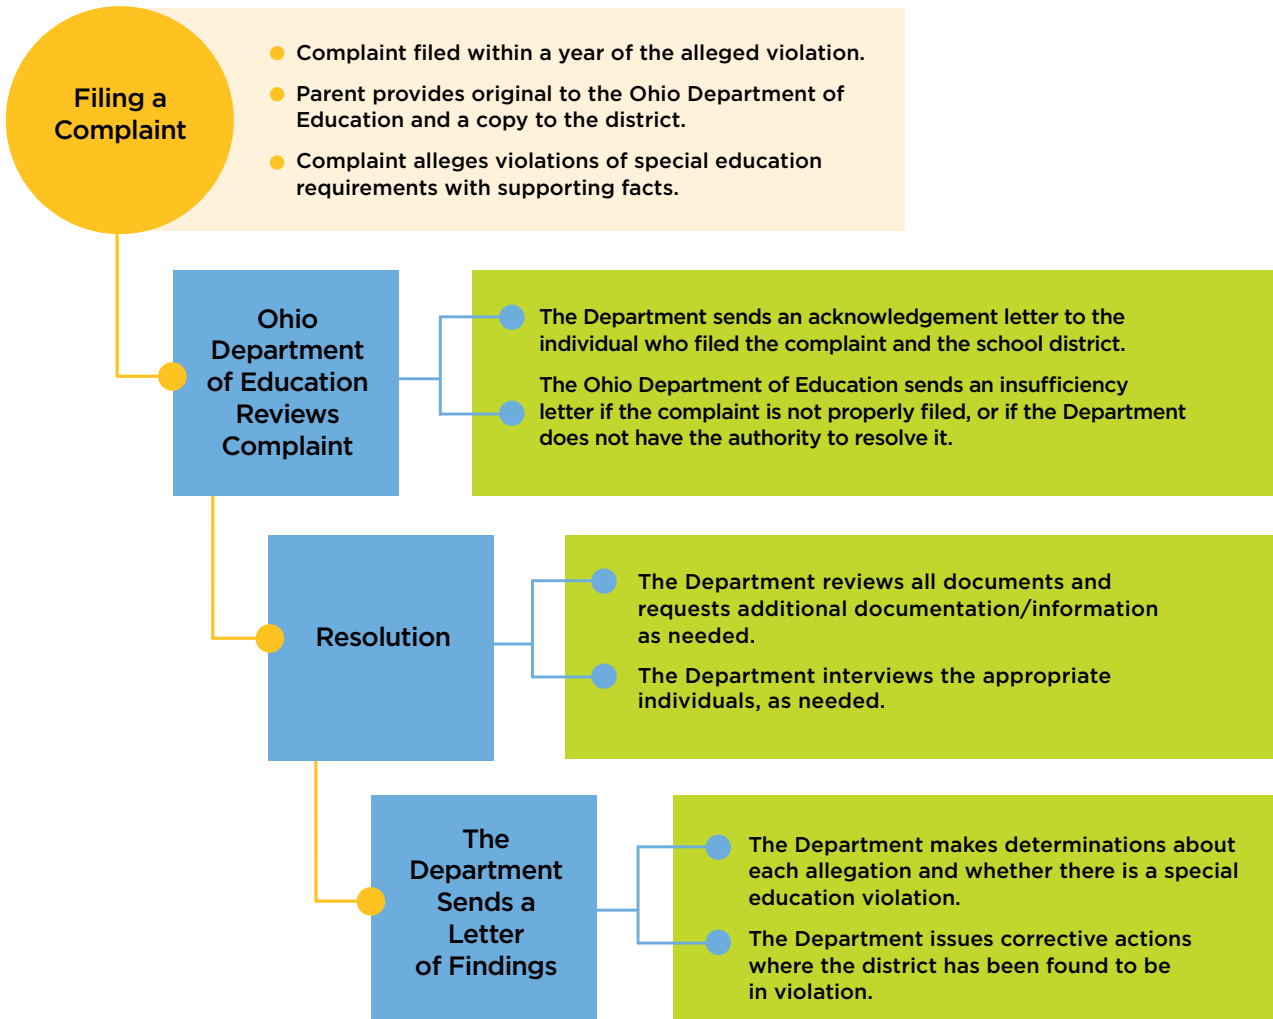 Filing a
Complaint
Complaint filed within a year of the alleged violation.
Parent provides original to the Ohio Department of
Education and a copy to the district.
Complaint alleges violations of special education
requirements with supporting facts.
Ohio
Department
of Education
Reviews
Complaint
The Department sends an acknowledgement letter to the
individual who filed the complaint and the school district.
The Ohio Department of Education sends an insufficiency
letter if the complaint is not properly filed, or if the Department
does not have the authority to resolve it.
Resolution
The Department reviews all documents and
requests additional documentation/information
as needed.
The Department interviews the appropriate
individuals, as needed.
The
Department
Sends a
Letter
of Findings
The Department makes determinations about
each allegation and whether there is a special
education violation.
The Department issues corrective actions
where the district has been found to be
in violation.